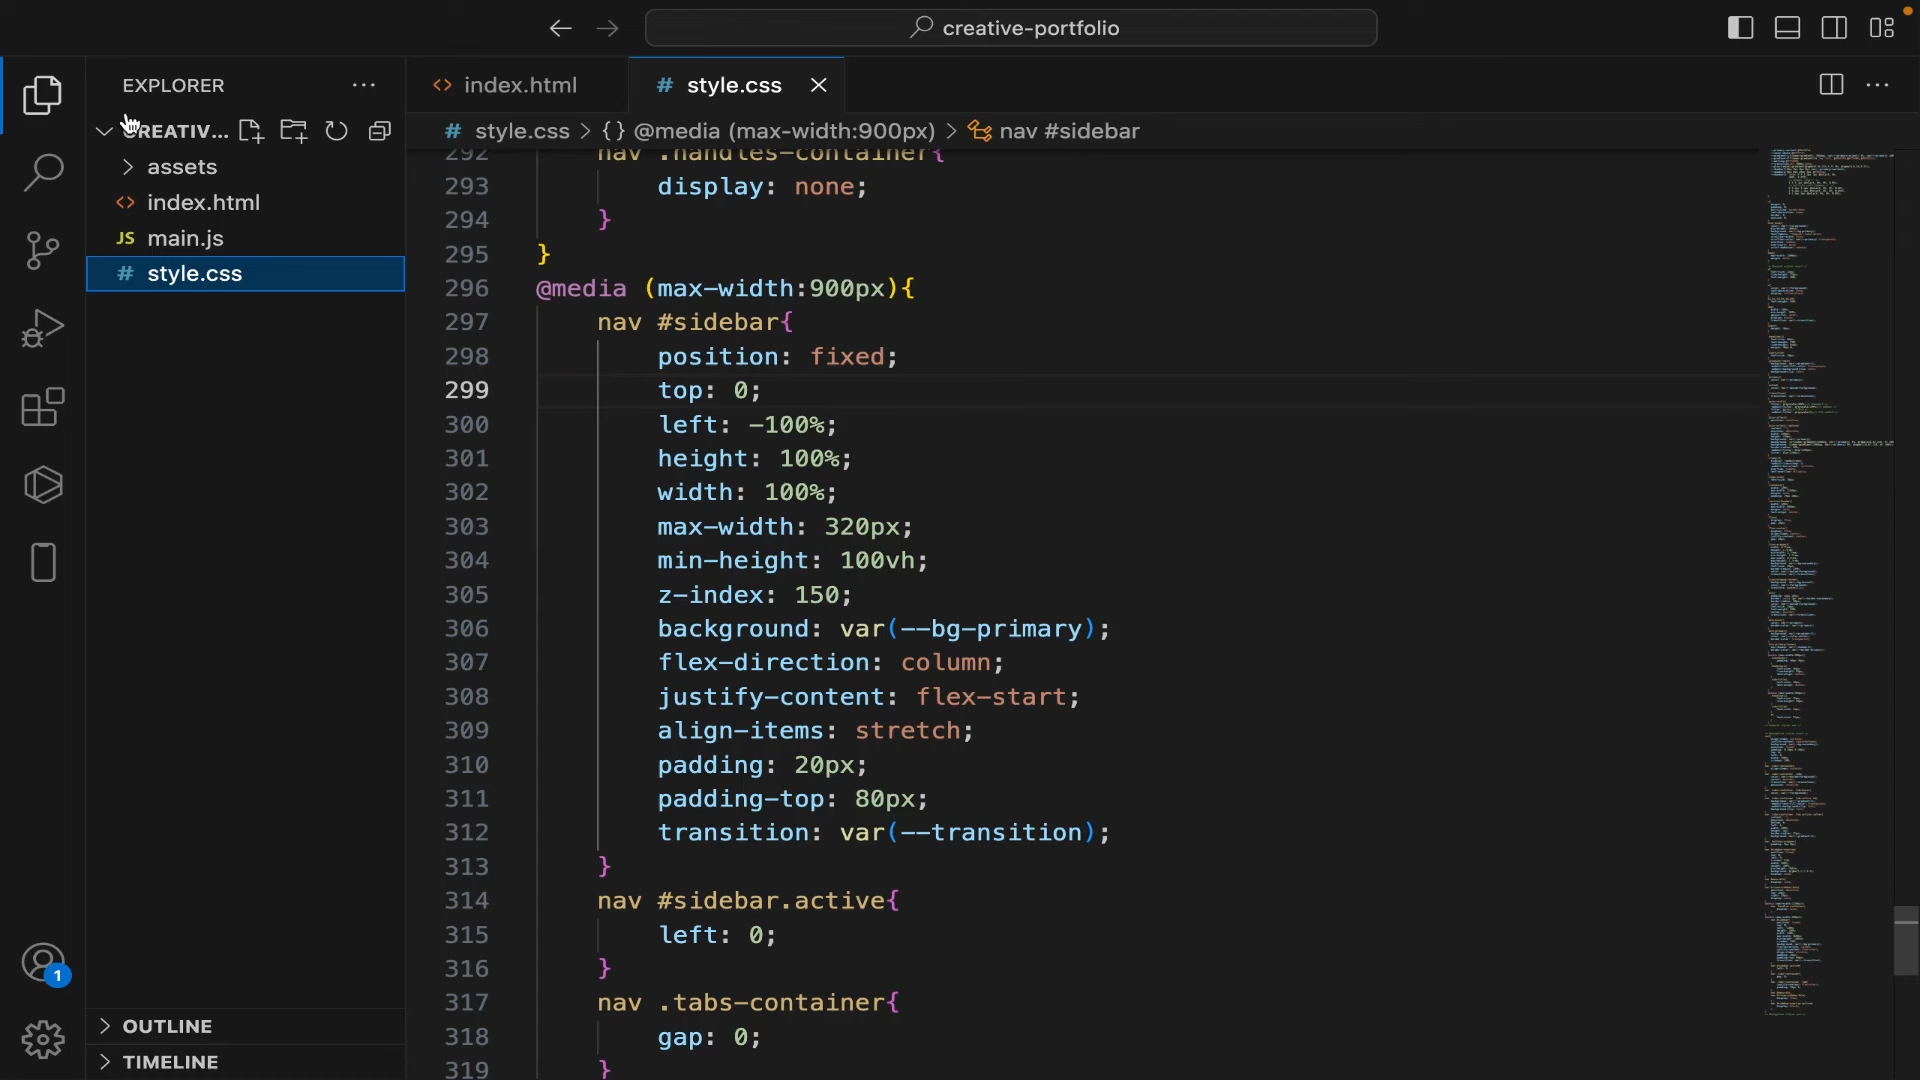 creative-portfolio
EXPLORER
index.html
# style.css
CREATIV...
# style.css > {} @media (max-width:900px) > nav #sidebar
assets
index.html
JS main.js
# style.css
292 nav .handles-container{
293 display: none;
294 }
295 }
296 @media (max-width:900px){
297 nav #sidebar{
298 position: fixed;
299 top: 0;
300 left: -100%;
301 height: 100%;
302 width: 100%;
303 max-width: 320px;
304 min-height: 100vh;
305 z-index: 150;
306 background: var(--bg-primary);
307 flex-direction: column;
308 justify-content: flex-start;
309 align-items: stretch;
310 padding: 20px;
311 padding-top: 80px;
312 transition: var(--transition);
313 }
314 nav #sidebar.active{
315 left: 0;
316 }
317 nav .tabs-container{
318 gap: 0;
319 }
1
OUTLINE
TIMELINE